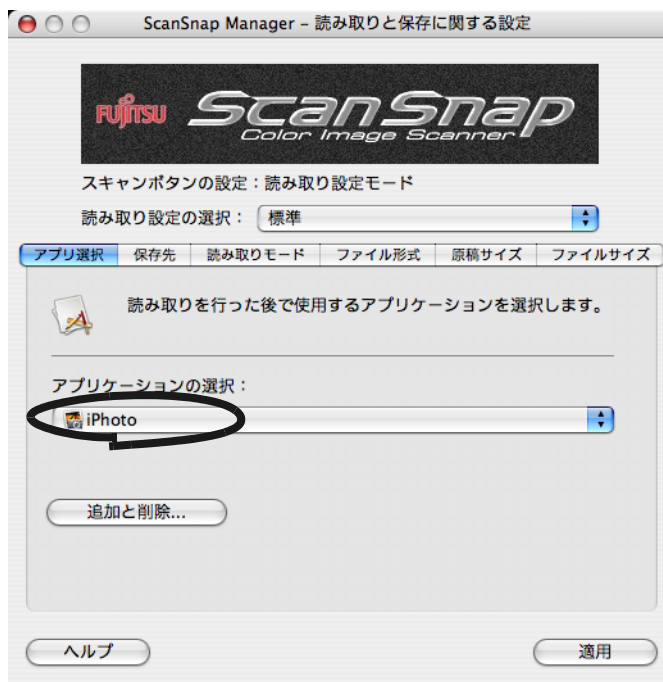 ScanSnap Manager – 読み取りと保存に関する設定
FUJITSU ScanSnap
Color Image Scanner
スキャンボタンの設定：読み取り設定モード
読み取り設定の選択： 標準
アプリ選択 保存先 読み取りモード ファイル形式 原稿サイズ ファイルサイズ
読み取りを行った後で使用するアプリケーションを選択します。
アプリケーションの選択：
iPhoto
追加と削除...
ヘルプ 適用